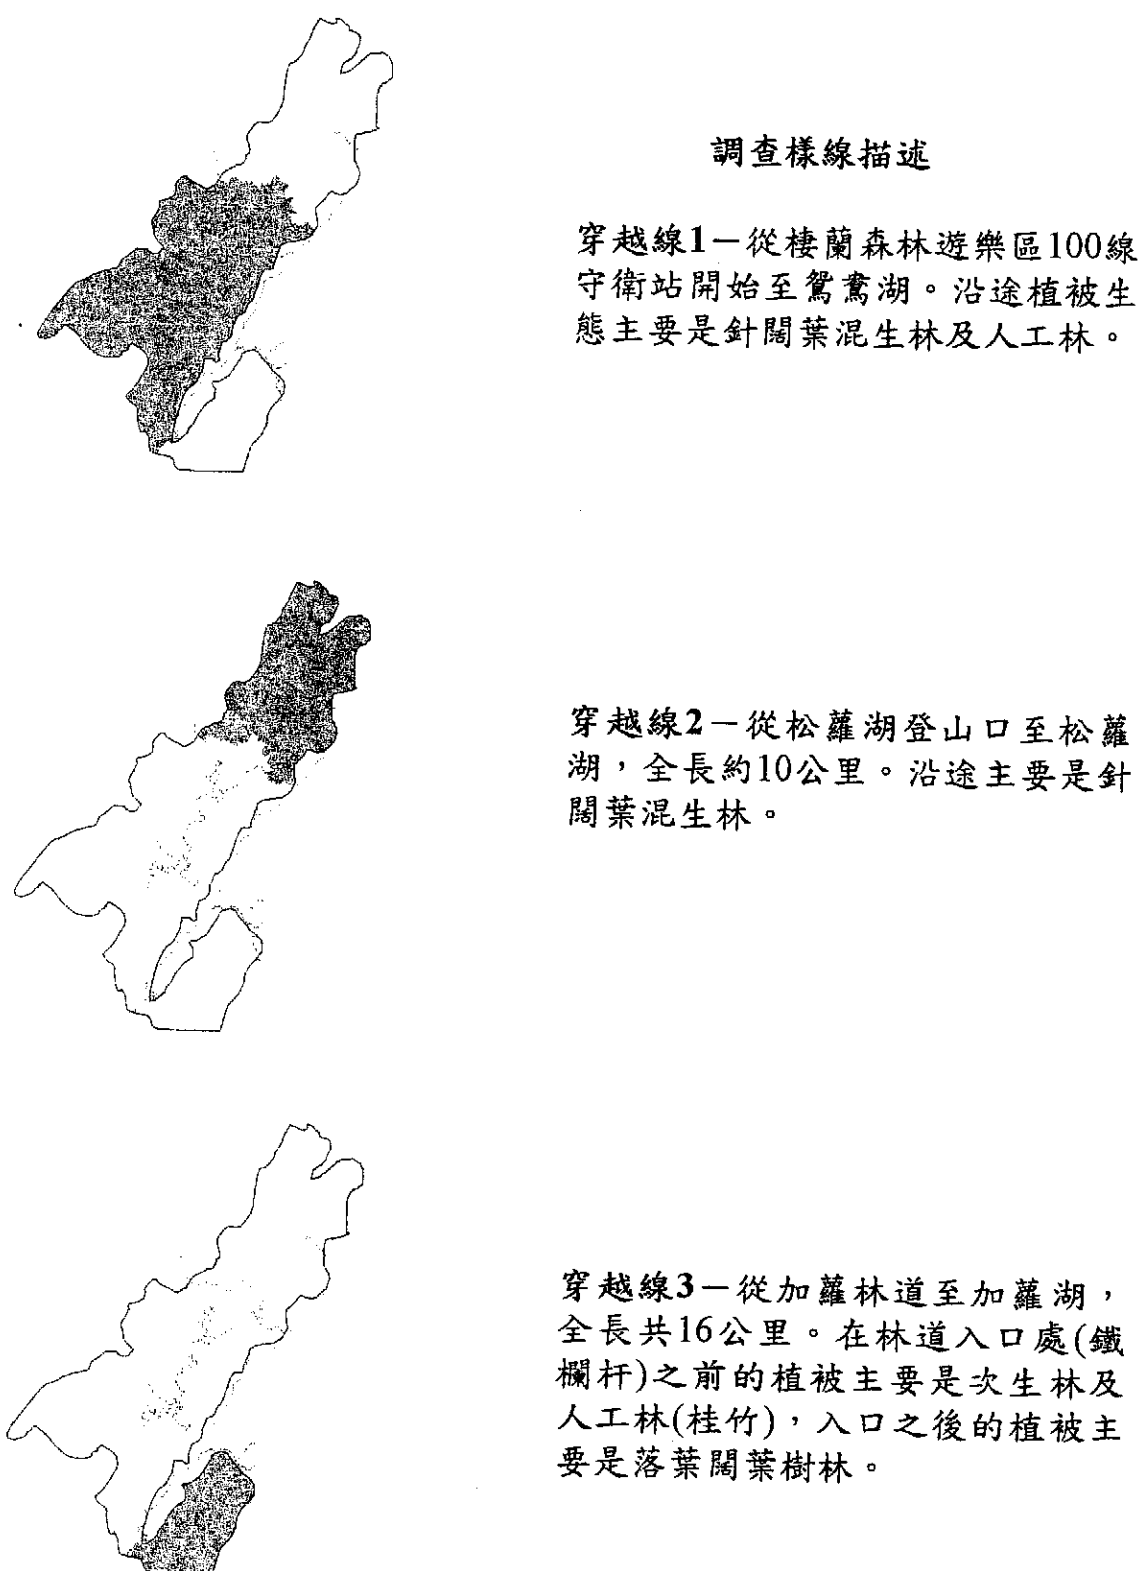 調查樣線描述
穿越線1－從棲蘭森林遊樂區100線
守衛站開始至鴛鴦湖。沿途植被生
態主要是針闊葉混生林及人工林。
穿越線2－從松蘿湖登山口至松蘿
湖，全長約10公里。沿途主要是針
闊葉混生林。
穿越線3－從加蘿林道至加蘿湖，
全長共16公里。在林道入口處(鐵
欄杆)之前的植被主要是次生林及
人工林(桂竹)，入口之後的植被主
要是落葉闊葉樹林。